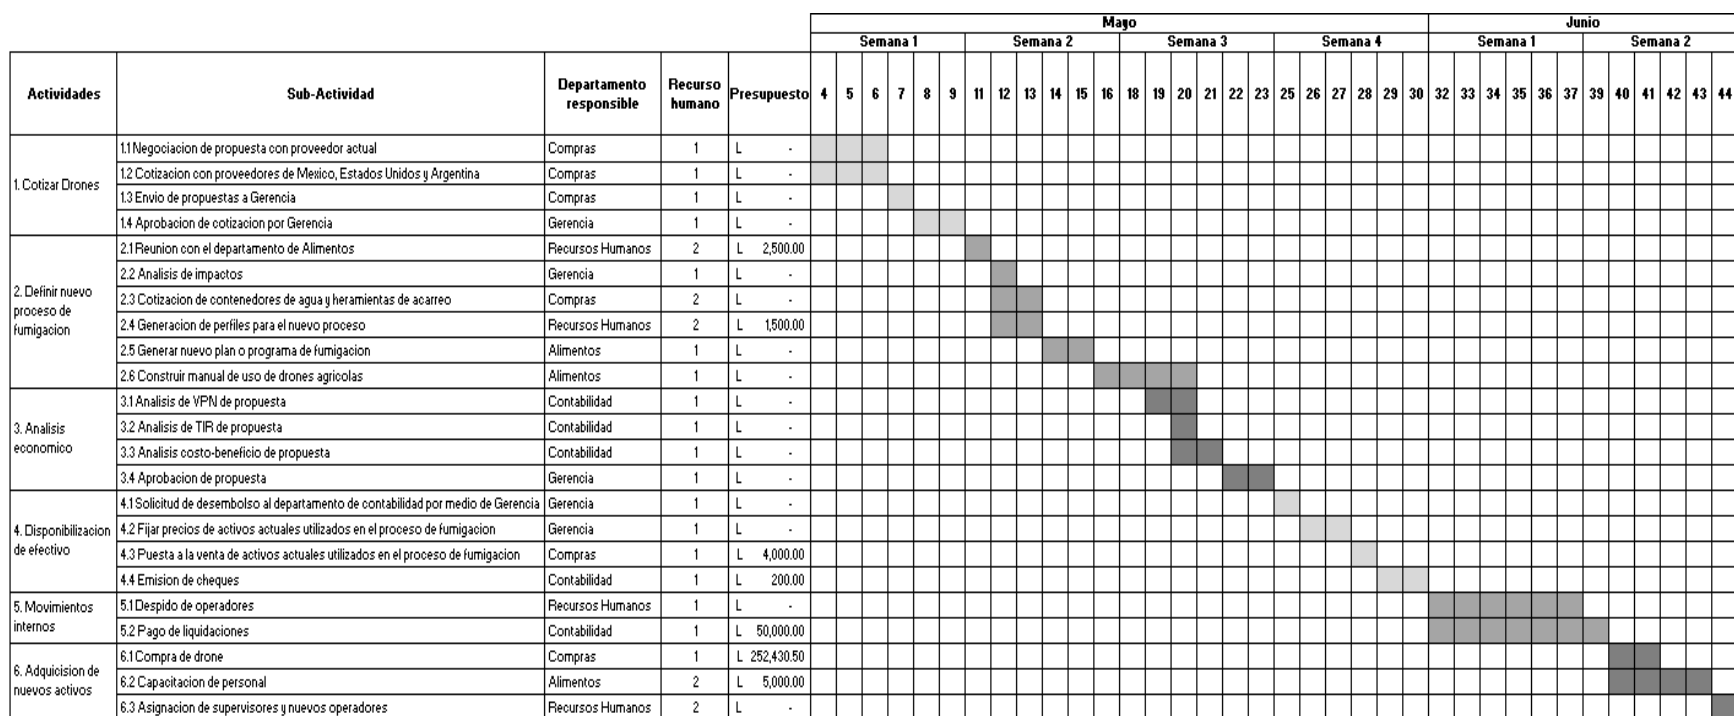 Mayo Junio
Semana 1 Semana 2 Semana 3 Semana 4 Semana 1 Semana 2
Actividades Sub-Actividad Departamento responsible Recurso humano Presupuesto 4 5 6 7 8 9 11 12 13 14 15 16 18 19 20 21 22 23 25 26 27 28 29 30 32 33 34 35 36 37 39 40 41 42 43 44
1. Cotizar Drones
1.1 Negociacion de propuesta con proveedor actual Compras 1 L -
1.2 Cotizacion con proveedores de Mexico, Estados Unidos y Argentina Compras 1 L -
1.3 Envio de propuestas a Gerencia Compras 1 L -
1.4 Aprobacion de cotizacion por Gerencia Gerencia 1 L -
2. Definir nuevo proceso de fumigacion
2.1 Reunion con el departamento de Alimentos Recursos Humanos 2 L 2,500.00
2.2 Analisis de impactos Gerencia 1 L -
2.3 Cotizacion de contenedores de agua y heramientas de acarreo Compras 2 L -
2.4 Generacion de perfiles para el nuevo proceso Recursos Humanos 2 L 1,500.00
2.5 Generar nuevo plan o programa de fumigacion Alimentos 1 L -
2.6 Construir manual de uso de drones agricolas Alimentos 1 L -
3. Analisis economico
3.1 Analisis de VPN de propuesta Contabilidad 1 L -
3.2 Analisis de TIR de propuesta Contabilidad 1 L -
3.3 Analisis costo-beneficio de propuesta Contabilidad 1 L -
3.4 Aprobacion de propuesta Gerencia 1 L -
4. Disponibilizacion de efectivo
4.1 Solicitud de desembolso al departamento de contabilidad por medio de Gerencia Gerencia 1 L -
4.2 Fijar precios de activos actuales utilizados en el proceso de fumigacion Gerencia 1 L -
4.3 Puesta a la venta de activos actuales utilizados en el proceso de fumigacion Compras 1 L 4,000.00
4.4 Emision de cheques Contabilidad 1 L 200.00
5. Movimientos internos
5.1 Despido de operadores Recursos Humanos 1 L -
5.2 Pago de liquidaciones Contabilidad 1 L 50,000.00
6. Adquicision de nuevos activos
6.1 Compra de drone Compras 1 L 252,430.50
6.2 Capacitacion de personal Alimentos 2 L 5,000.00
6.3 Asignacion de supervisores y nuevos operadores Recursos Humanos 2 L -